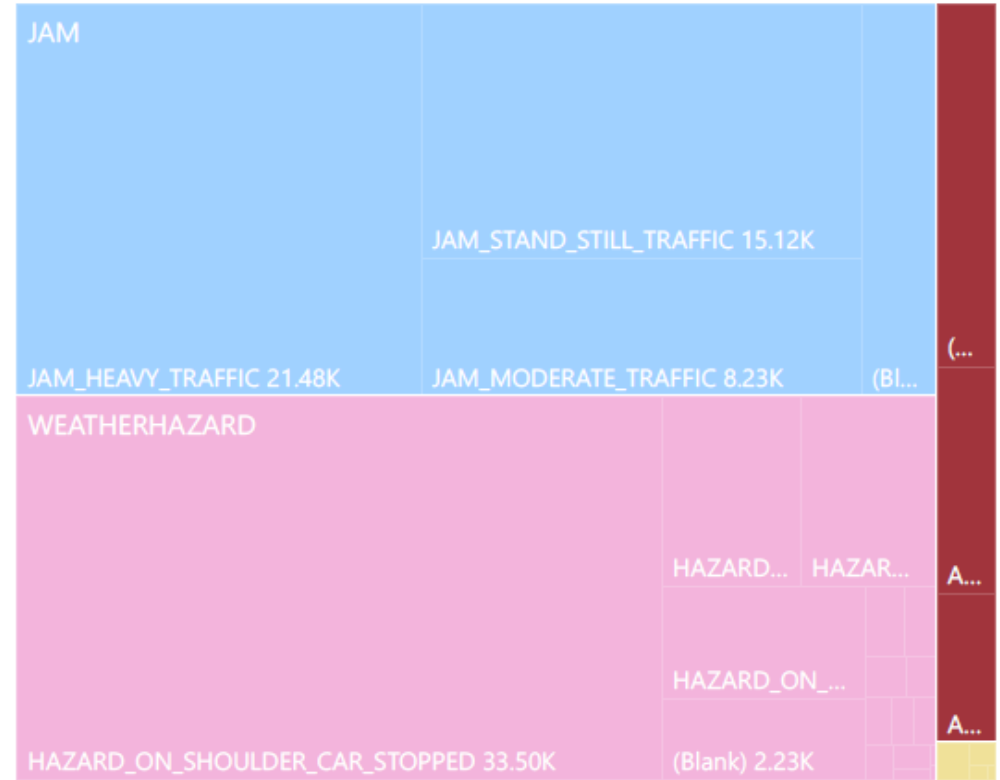 JAM
JAM_STAND_STILL_TRAFFIC 15.12K
JAM_HEAVY_TRAFFIC 21.48K
JAM_MODERATE_TRAFFIC 8.23K
(Bl...
(...
WEATHERHAZARD
HAZARD...
HAZAR...
A...
HAZARD_ON_...
A...
HAZARD_ON_SHOULDER_CAR_STOPPED 33.50K
(Blank) 2.23K